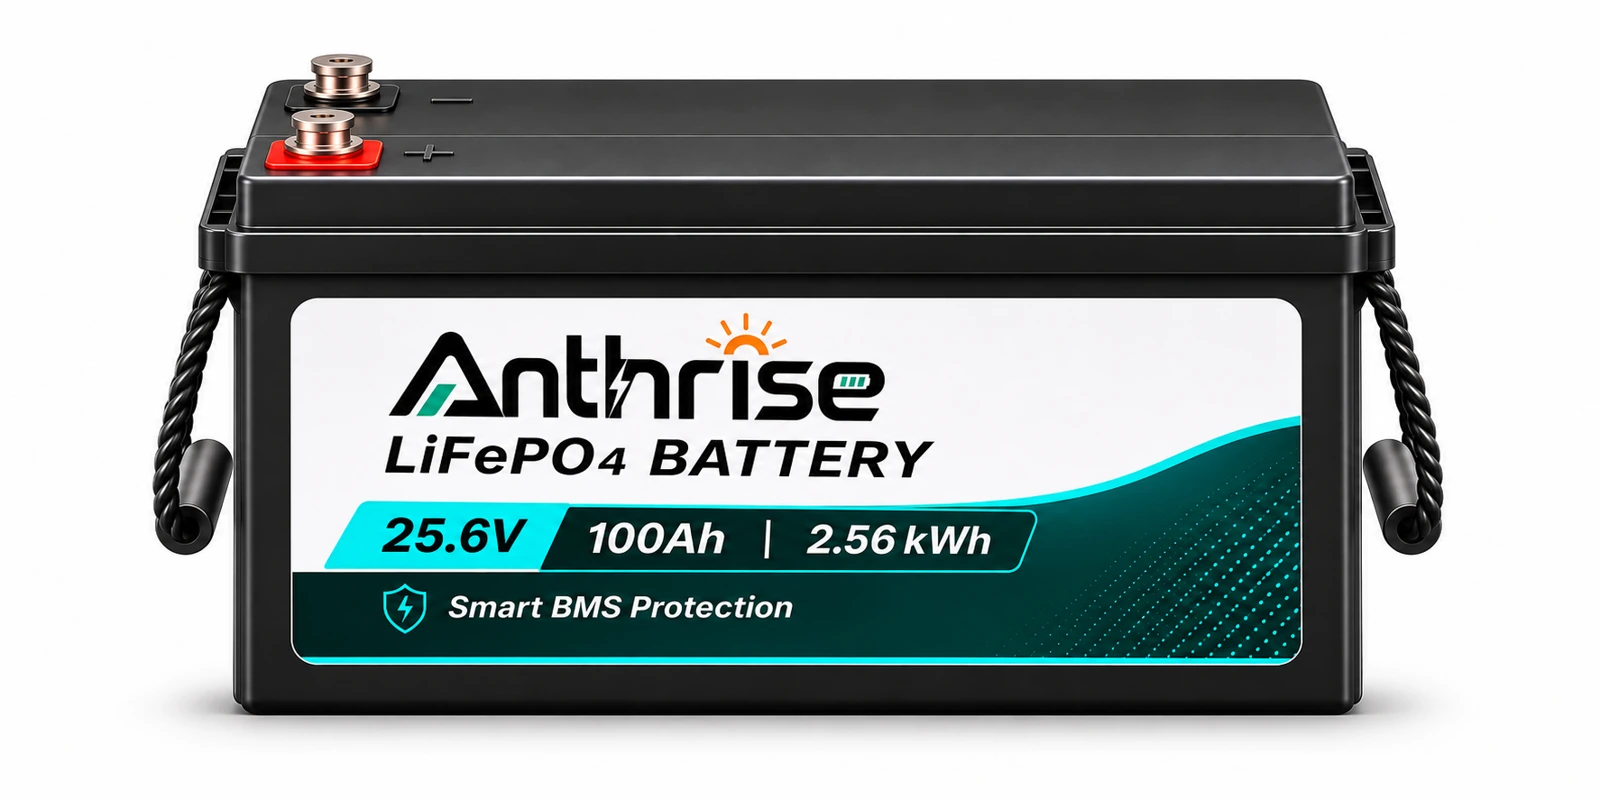 −
+
Anthrise
LiFePO4 BATTERY
25.6V 100Ah | 2.56 kWh
Smart BMS Protection